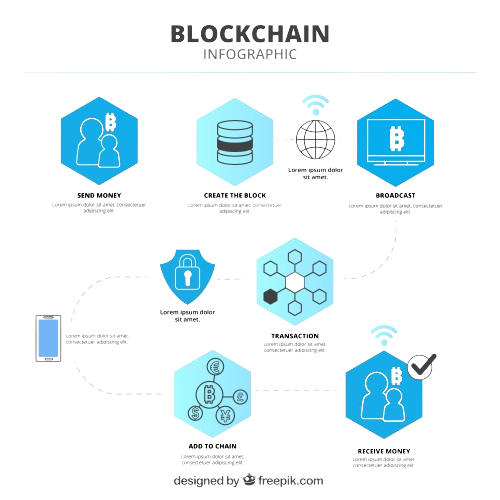 BLOCKCHAIN
INFOGRAPHIC
Lorem ipsum dolor
sit amet.
SEND MONEY
Lorem ipsum dolor sit amet, consectetuer
adipiscing elit.
CREATE THE BLOCK
Lorem ipsum dolor sit amet, consectetuer
adipiscing elit.
BROADCAST
Lorem ipsum dolor sit amet, consectetuer
adipiscing elit.
Lorem ipsum dolor
sit amet.
TRANSACTION
Lorem ipsum dolor sit amet,
consectetuer adipiscing
elit.
Lorem ipsum dolor sit amet,
consectetuer adipiscing elit.
ADD TO CHAIN
Lorem ipsum dolor sit amet,
consectetuer adipiscing
elit.
RECEIVE MONEY
Lorem ipsum dolor sit amet,
consectetuer adipiscing
elit.
designed by freepik.com